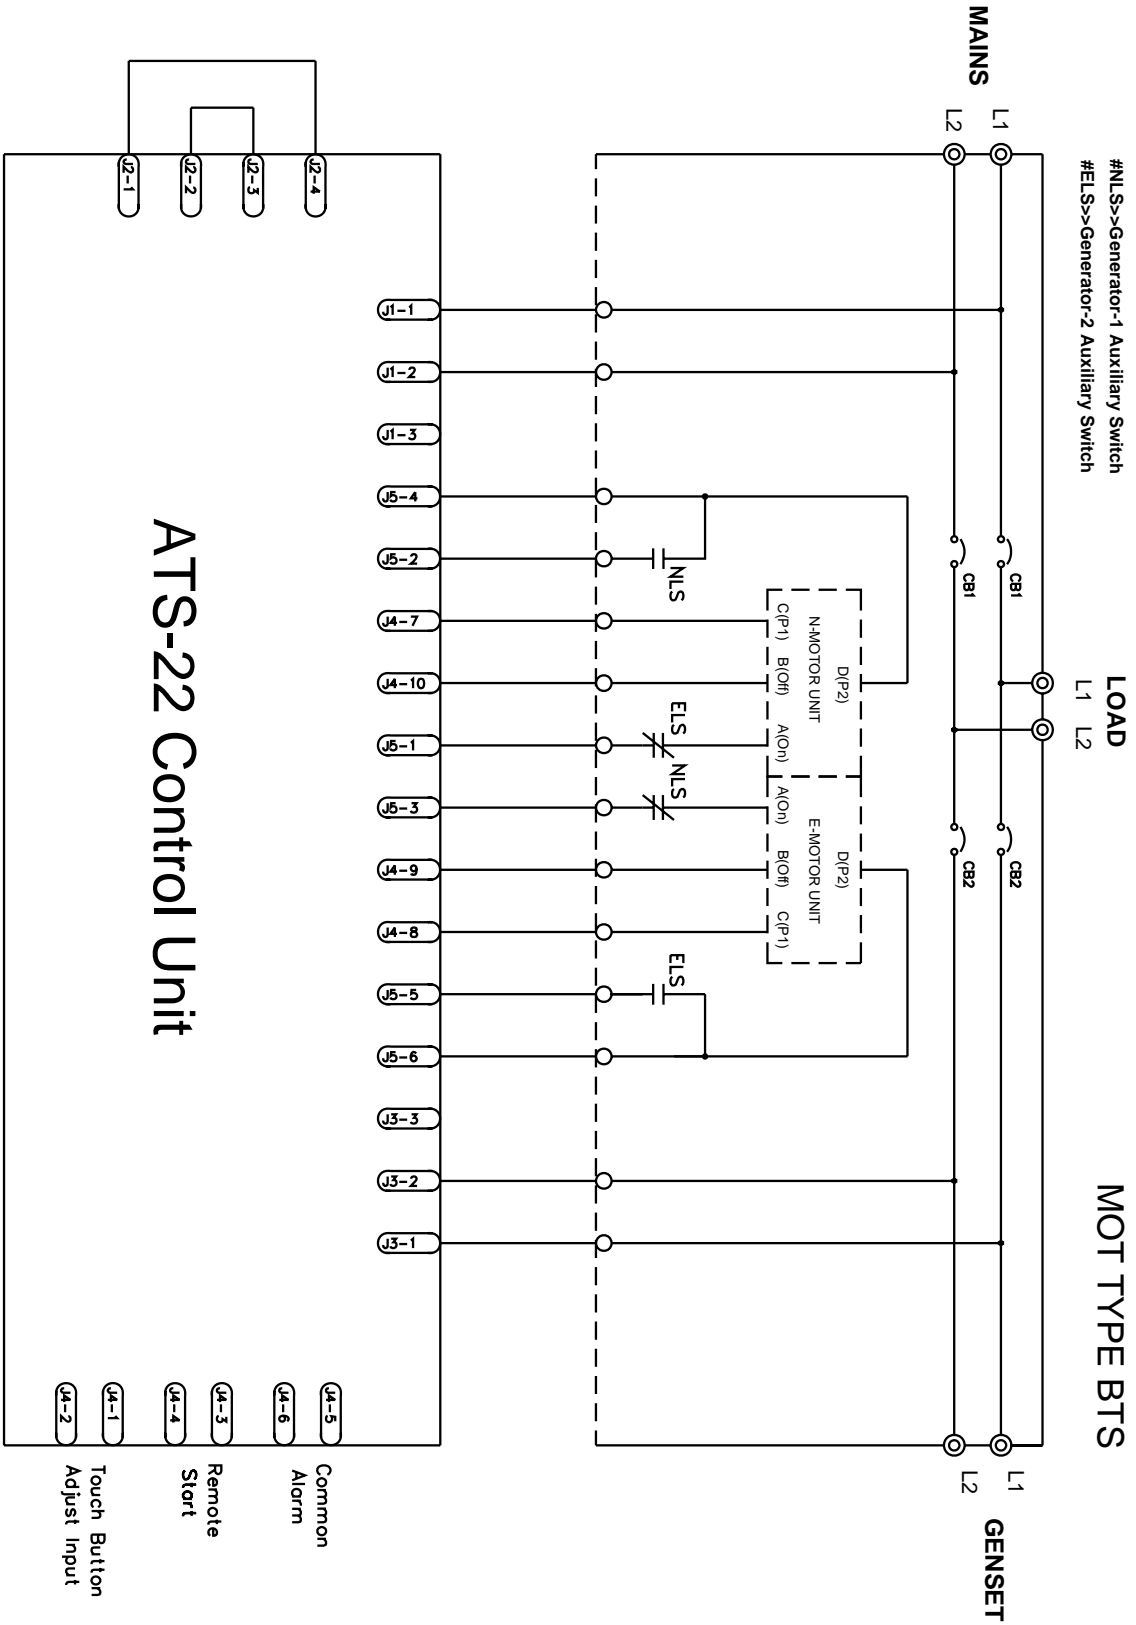 MOT TYPE BTS
#NLS>>Generator-1 Auxiliary Switch
#ELS>>Generator-2 Auxiliary Switch
MAINS
L1
L2
LOAD
L1
L2
GENSET
L1
L2
CB1
CB1
CB2
CB2
D(P2)
N-MOTOR UNIT
C(P1)
B(Off)
A(On)
D(P2)
E-MOTOR UNIT
A(On)
B(Off)
C(P1)
NLS
ELS
NLS
ELS
J1-1
J1-2
J1-3
J5-4
J5-2
J4-7
J4-10
J5-1
J5-3
J4-9
J4-8
J5-5
J5-6
J3-3
J3-2
J3-1
J2-4
J2-3
J2-2
J2-1
ATS-22 Control Unit
J4-5
J4-6
Common
Alarm
J4-3
J4-4
Remote
Start
J4-1
J4-2
Touch Button
Adjust Input